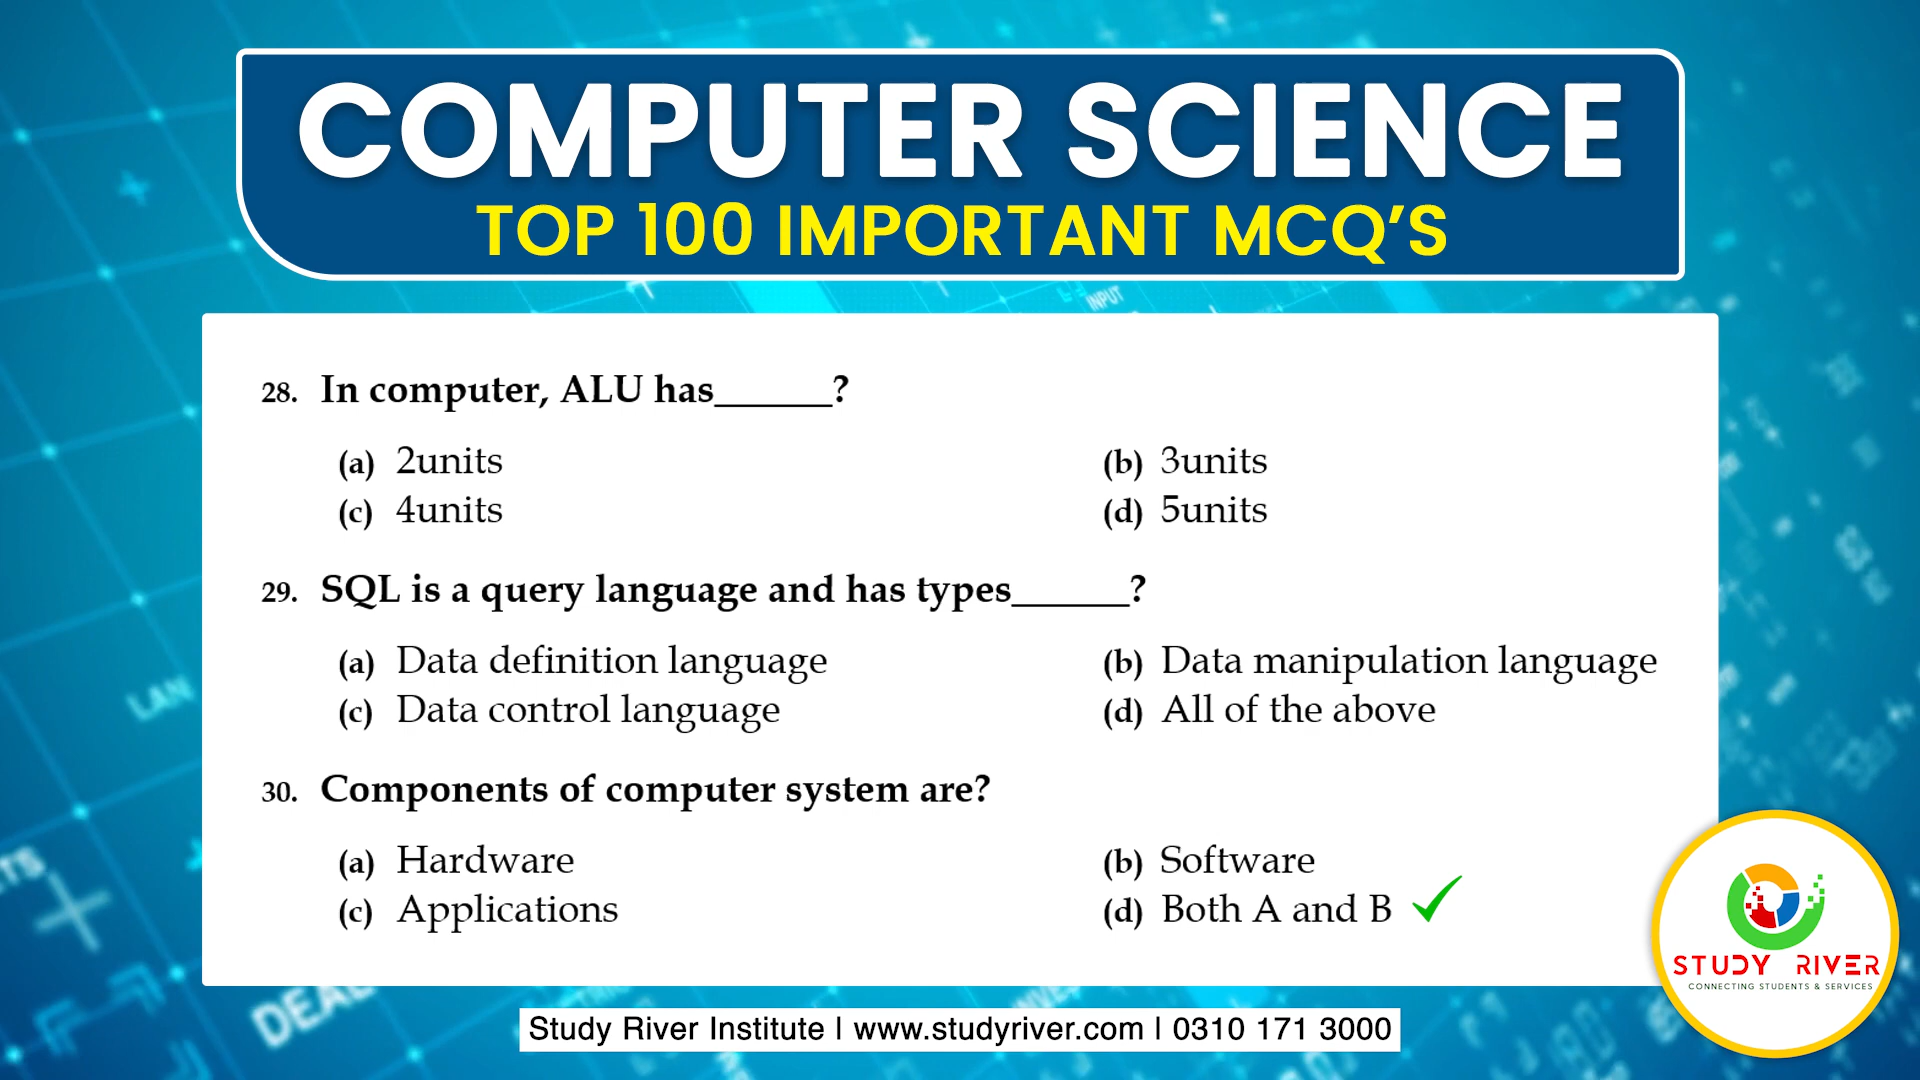 COMPUTER SCIENCE
TOP 100 IMPORTANT MCQ'S
INPUT
28. In computer, ALU has______?
(a) 2units (b) 3units
(c) 4units (d) 5units
29. SQL is a query language and has types______?
(a) Data definition language (b) Data manipulation language
(c) Data control language (d) All of the above
LAN
30. Components of computer system are?
(a) Hardware (b) Software
(c) Applications (d) Both A and B
STUDY RIVER
CONNECTING STUDENTS & SERVICES
Study River Institute | www.studyriver.com | 0310 171 3000